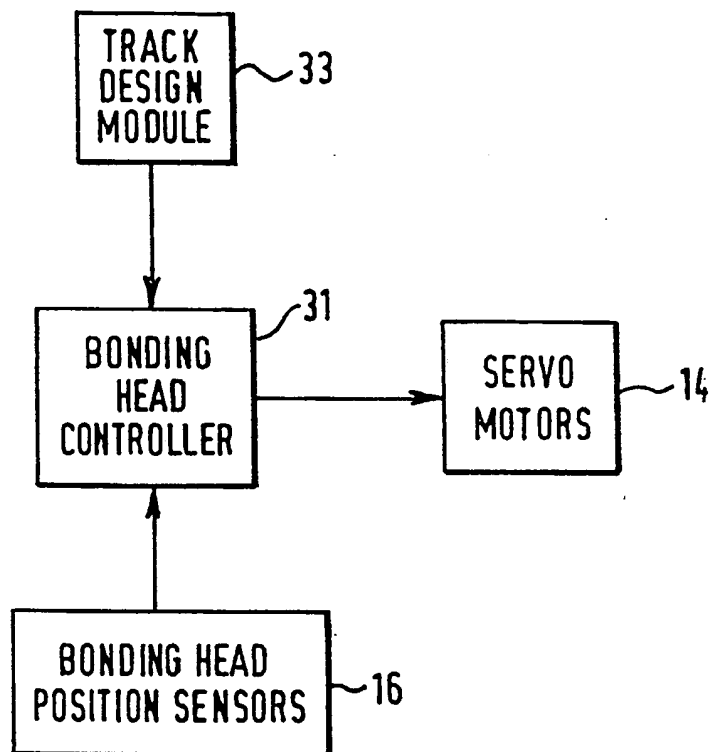 TRACK
DESIGN
MODULE
33
BONDING
HEAD
CONTROLLER
31
SERVO
MOTORS
14
BONDING HEAD
POSITION SENSORS
16